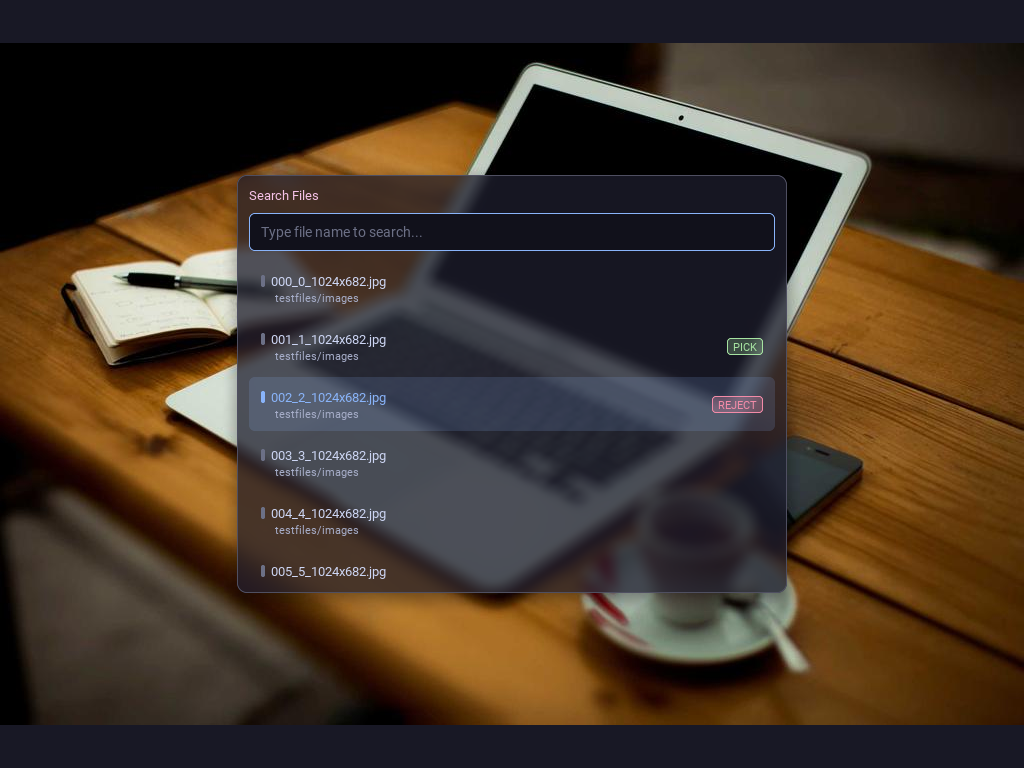 Search Files
Type file name to search...
000_0_1024x682.jpg
testfiles/images
001_1_1024x682.jpg
testfiles/images
PICK
002_2_1024x682.jpg
testfiles/images
REJECT
003_3_1024x682.jpg
testfiles/images
004_4_1024x682.jpg
testfiles/images
005_5_1024x682.jpg